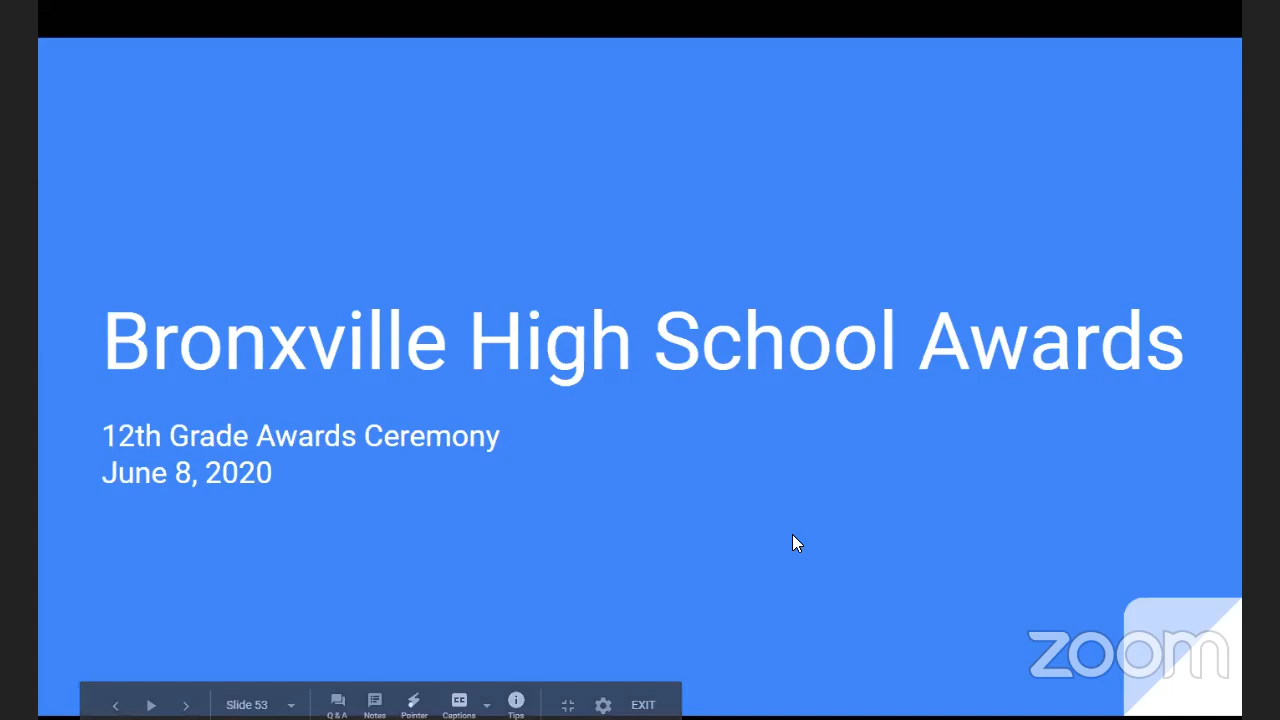 Bronxville High School Awards
12th Grade Awards Ceremony
June 8, 2020
zoom
Slide 53
Q & A
Notes
Pointer
CC
Captions
Tips
EXIT